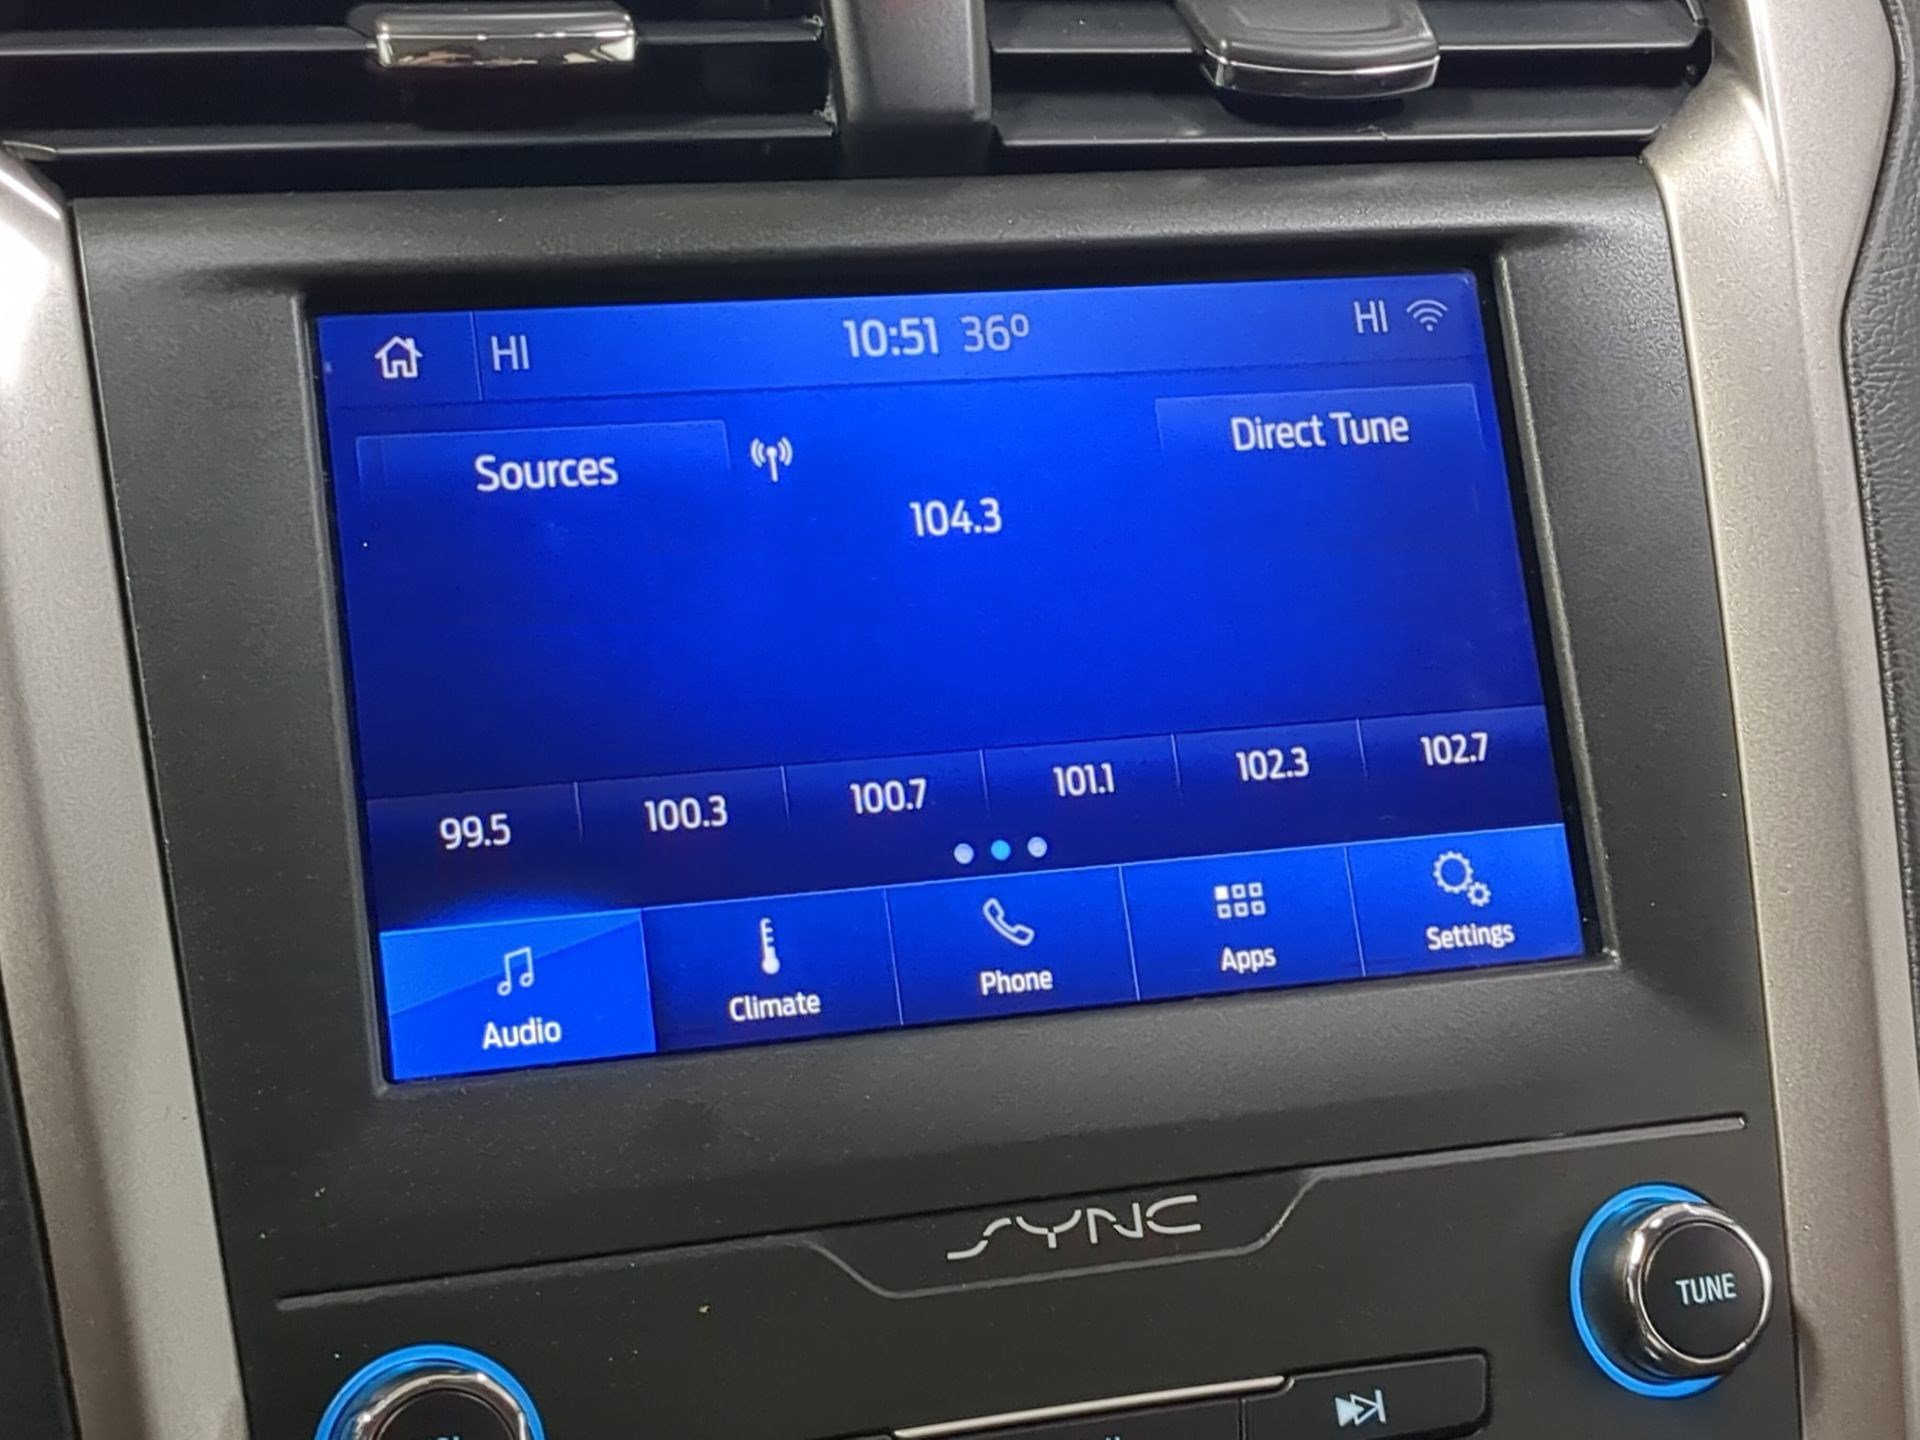 HI 10:51 36º HI
Sources Direct Tune
104.3
99.5 100.3 100.7 101.1 102.3 102.7
Audio Climate Phone Apps Settings
SYNC
TUNE